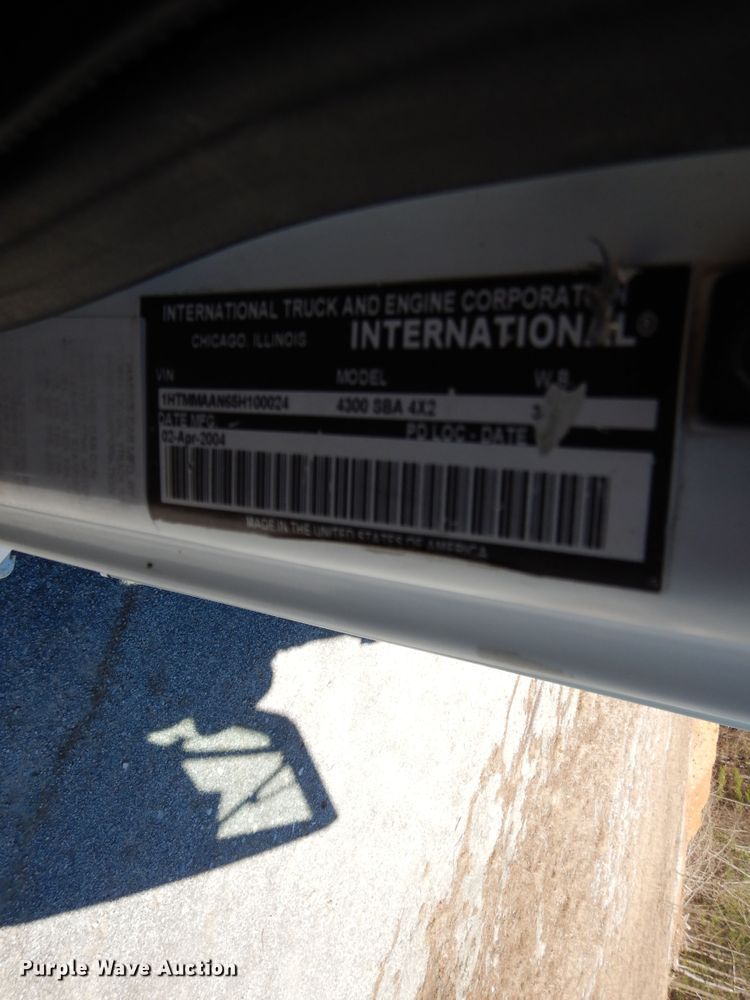 INTERNATIONAL TRUCK AND ENGINE CORPORATION
CHICAGO, ILLINOIS INTERNATIONAL®
VIN MODEL W-B
1HTMMAAN65H100024 4300 SBA 4X2 3
DATE MFG PD LOC - DATE
02-Apr-2004
MADE IN THE UNITED STATES OF AMERICA
Purple Wave Auction